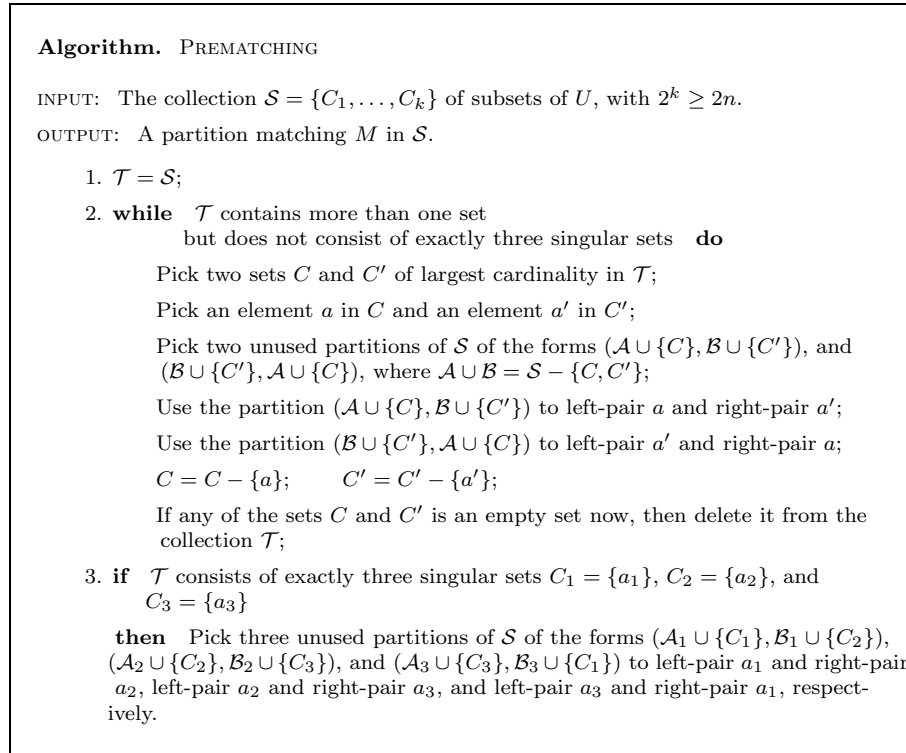 Algorithm. PREMATCHING
INPUT: The collection 𝒮 = {C₁, . . . , Cₖ} of subsets of U, with 2ᵏ ≥ 2n.
OUTPUT: A partition matching M in 𝒮.
1. 𝒯 = 𝒮;
2. while 𝒯 contains more than one set
but does not consist of exactly three singular sets do
Pick two sets C and C′ of largest cardinality in 𝒯;
Pick an element a in C and an element a′ in C′;
Pick two unused partitions of 𝒮 of the forms (𝒜 ∪ {C}, ℬ ∪ {C′}), and
(ℬ ∪ {C′}, 𝒜 ∪ {C}), where 𝒜 ∪ ℬ = 𝒮 − {C, C′};
Use the partition (𝒜 ∪ {C}, ℬ ∪ {C′}) to left-pair a and right-pair a′;
Use the partition (ℬ ∪ {C′}, 𝒜 ∪ {C}) to left-pair a′ and right-pair a;
C = C − {a}; C′ = C′ − {a′};
If any of the sets C and C′ is an empty set now, then delete it from the
collection 𝒯;
3. if 𝒯 consists of exactly three singular sets C₁ = {a₁}, C₂ = {a₂}, and
C₃ = {a₃}
then Pick three unused partitions of 𝒮 of the forms (𝒜₁ ∪ {C₁}, ℬ₁ ∪ {C₂}),
(𝒜₂ ∪ {C₂}, ℬ₂ ∪ {C₃}), and (𝒜₃ ∪ {C₃}, ℬ₃ ∪ {C₁}) to left-pair a₁ and right-pair
a₂, left-pair a₂ and right-pair a₃, and left-pair a₃ and right-pair a₁, respect-
ively.